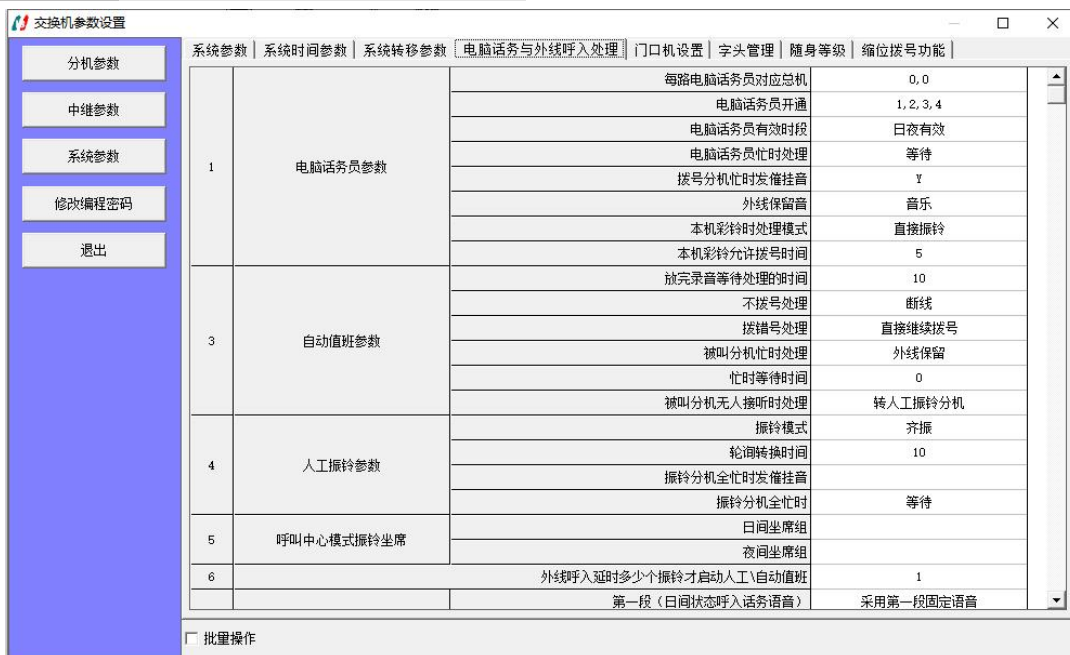 交换机参数设置
分机参数
中继参数
系统参数
修改编程密码
退出
系统参数 系统时间参数 系统转移参数 电脑话务与外线呼入处理 门口机设置 字头管理 随身等级 缩位拨号功能
每路电脑话务员对应总机 0,0
电脑话务员开通 1,2,3,4
电脑话务员有效时段 日夜有效
电脑话务员忙时处理 等待
1 电脑话务员参数
拨号分机忙时发催挂音 Y
外线保留音 音乐
本机彩铃时处理模式 直接振铃
本机彩铃允许拨号时间 5
放完录音等待处理的时间 10
不拨号处理 断线
拨错号处理 直接继续拨号
3 自动值班参数
被叫分机忙时处理 外线保留
忙时等待时间 0
被叫分机无人接听时处理 转人工振铃分机
振铃模式 齐振
轮询转换时间 10
4 人工振铃参数
振铃分机全忙时发催挂音
振铃分机全忙时 等待
日间坐席组
5 呼叫中心模式振铃坐席
夜间坐席组
6 外线呼入延时多少个振铃才启动人工\自动值班 1
第一段（日间状态呼入话务语音） 采用第一段固定语音
批量操作